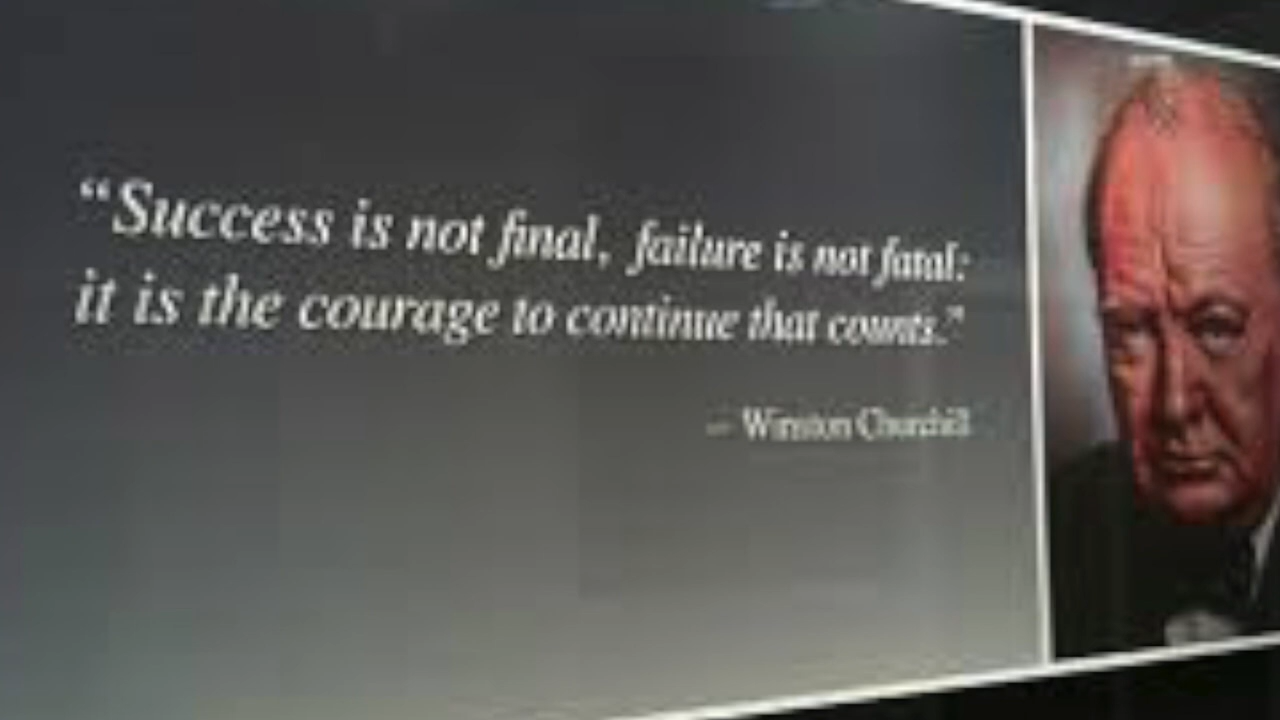 “Success is not final, failure is not fatal:
it is the courage to continue that counts.”
— Winston Churchill